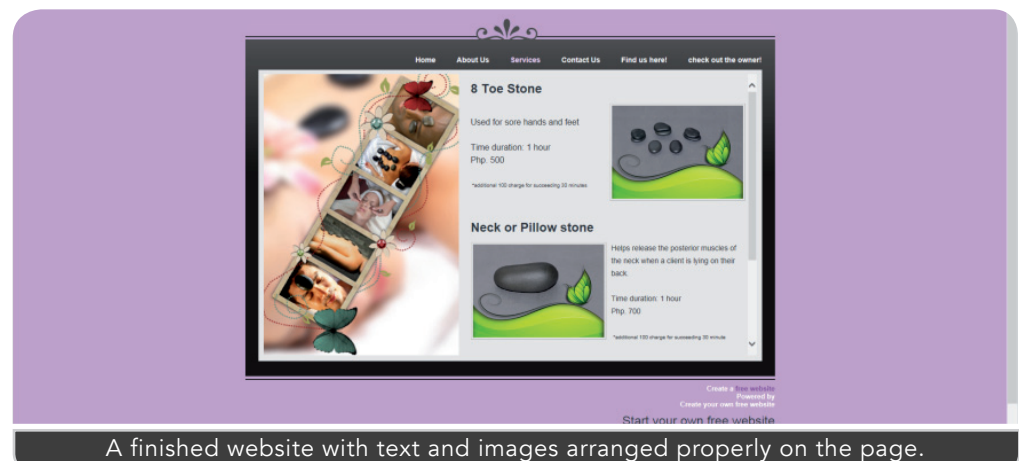 Home About Us Services Contact Us Find us here! check out the owner!
8 Toe Stone
Used for sore hands and feet
Time duration: 1 hour
Php. 500
*additional 100 charge for succeeding 30 minutes
Neck or Pillow stone
Helps release the posterior muscles of
the neck when a client is lying on their
back.
Time duration: 1 hour
Php. 700
*additional 100 charge for succeeding 30 minute
Create a free website
Powered by
Create your own free website
Start your own free website
A finished website with text and images arranged properly on the page.